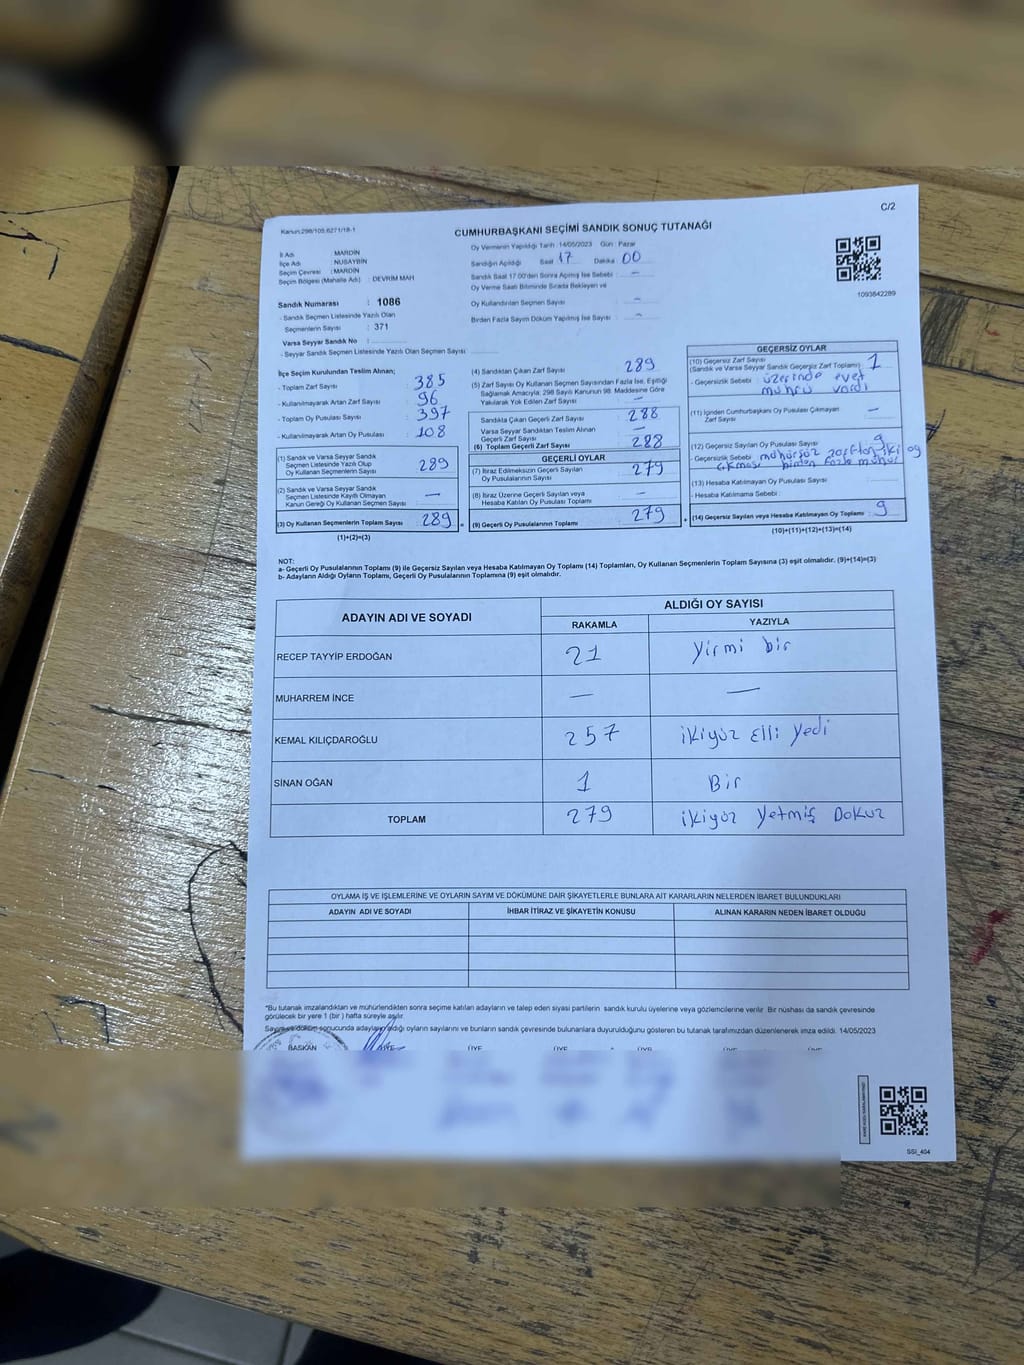 C/2
Kanun:298/105,6271/18-1
CUMHURBAŞKANI SEÇİMİ SANDIK SONUÇ TUTANAĞI
İl Adı : MARDİN
İlçe Adı : NUSAYBİN
Seçim Çevresi : MARDİN
Seçim Bölgesi (Mahalle Adı) : DEVRİM MAH
Sandık Numarası : 1086
- Sandık Seçmen Listesinde Yazılı Olan
Seçmenlerin Sayısı : 371
Varsa Seyyar Sandık No :
- Seyyar Sandık Listesinde Yazılı Olan Seçmen Sayısı
Oy Vermenin Yapıldığı Tarih : 14/05/2023 Gün : Pazar
Sandığın Açıldığı Saat 17 Dakika 00
Sandık Saat 17:00'den Sonra Açılmış İse Sebebi : —
Oy Verme Saati Bitiminde Sırada Bekleyen ve
Oy Kullandırılan Seçmen Sayısı : —
Birden Fazla Sayım Döküm Yapılmış İse Sayısı : —
1093842289
İlçe Seçim Kurulundan Teslim Alınan;
- Toplam Zarf Sayısı : 385
- Kullanılmayarak Artan Zarf Sayısı : 96
- Toplam Oy Pusulası Sayısı : 397
- Kullanılmayarak Artan Oy Pusulası : 108
(1) Sandık ve Varsa Seyyar Sandık
Seçmen Listesinde Yazılı Olup
Oy Kullanan Seçmenlerin Sayısı 289
(2) Sandık ve Varsa Seyyar Sandık
Seçmen Listesinde Kayıtlı Olmayan
Kanun Gereği Oy Kullanan Seçmen Sayısı —
(3) Oy Kullanan Seçmenlerin Toplam Sayısı 289 =
(1)+(2)=(3)
(4) Sandıktan Çıkan Zarf Sayısı : 289
(5) Zarf Sayısı Oy Kullanan Seçmen Sayısından Fazla İse, Eşitliği
Sağlamak Amacıyla; 298 Sayılı Kanunun 98. Maddesine Göre
Yakılarak Yok Edilen Zarf Sayısı : —
Sandıkta Çıkan Geçerli Zarf Sayısı : 288
Varsa Seyyar Sandıktan Teslim Alınan
Geçerli Zarf Sayısı : —
(6) Toplam Geçerli Zarf Sayısı : 288
GEÇERLİ OYLAR
(7) İtiraz Edilmeksizin Geçerli Sayılan
Oy Pusulası Sayısı : 279
(8) İtiraz Üzerine Geçerli Sayılan veya
Hesaba Katılan Oy Pusulası Toplamı : —
(9) Geçerli Oy Pusulalarının Toplamı : 279 +
GEÇERSİZ OYLAR
(10) Geçersiz Zarf Sayısı
(Sandık ve Varsa Seyyar Sandık Geçersiz Zarf Toplamı) : 1
- Geçersizlik Sebebi : üzerinde evet
mührü vardı
(11) İçinden Cumhurbaşkanı Oy Pusulası Çıkmayan
Zarf Sayısı : —
(12) Geçersiz Sayılan Oy Pusulası Sayısı : 9
- Geçersizlik Sebebi : mühürsüz zarftan iki oy
çıkması birden fazla mühür
(13) Hesaba Katılmayan Oy Pusulası Sayısı :
- Hesaba Katılmama Sebebi :
(14) Geçersiz Sayılan veya Hesaba Katılmayan Oy Toplamı : 9
(10)+(11)+(12)+(13)=(14)
NOT:
a- Geçerli Oy Pusulalarının Toplamı (9) ile Geçersiz Sayılan veya Hesaba Katılmayan Oy Toplamı (14) Toplamları, Oy Kullanan Seçmenlerin Toplam Sayısına (3) eşit olmalıdır. (9)+(14)=(3)
b- Adayların Aldığı Oyların Toplamı, Geçerli Oy Pusulalarının Toplamına (9) eşit olmalıdır.
ADAYIN ADI VE SOYADI ALDIĞI OY SAYISI
RAKAMLA YAZIYLA
RECEP TAYYİP ERDOĞAN 21 Yirmi bir
MUHARREM İNCE — —
KEMAL KILIÇDAROĞLU 257 ikiyüz Elli Yedi
SİNAN OĞAN 1 Bir
TOPLAM 279 ikiyüz Yetmiş Dokuz
OYLAMA İŞ VE İŞLEMLERİNE VE OYLARIN SAYIM VE DÖKÜMÜNE DAİR ŞİKAYETLERLE BUNLARA AİT KARARLARIN NELERDEN İBARET BULUNDUKLARI
ADAYIN ADI VE SOYADI İHBAR İTİRAZ VE ŞİKAYETİN KONUSU ALINAN KARARIN NEDEN İBARET OLDUĞU
*Bu tutanak imzalandıktan ve mühürlendikten sonra seçime katılan adayların ve talep eden siyasi partilerin sandık kurulu üyelerine veya gözlemcilerine verilir. Bir nüshası da sandık çevresinde
görülecek bir yere 1 (bir) hafta süreyle asılır.
Sayım ve döküm sonucunda adayların aldığı oyların sayılarını ve bunların sandık çevresinde bulunanlara duyurulduğunu gösteren bu tutanak tarafımızdan düzenlenerek imza edildi. 14/05/2023
BAŞKAN ÜYE ÜYE ÜYE ÜYE ÜYE ÜYE
SSI_404